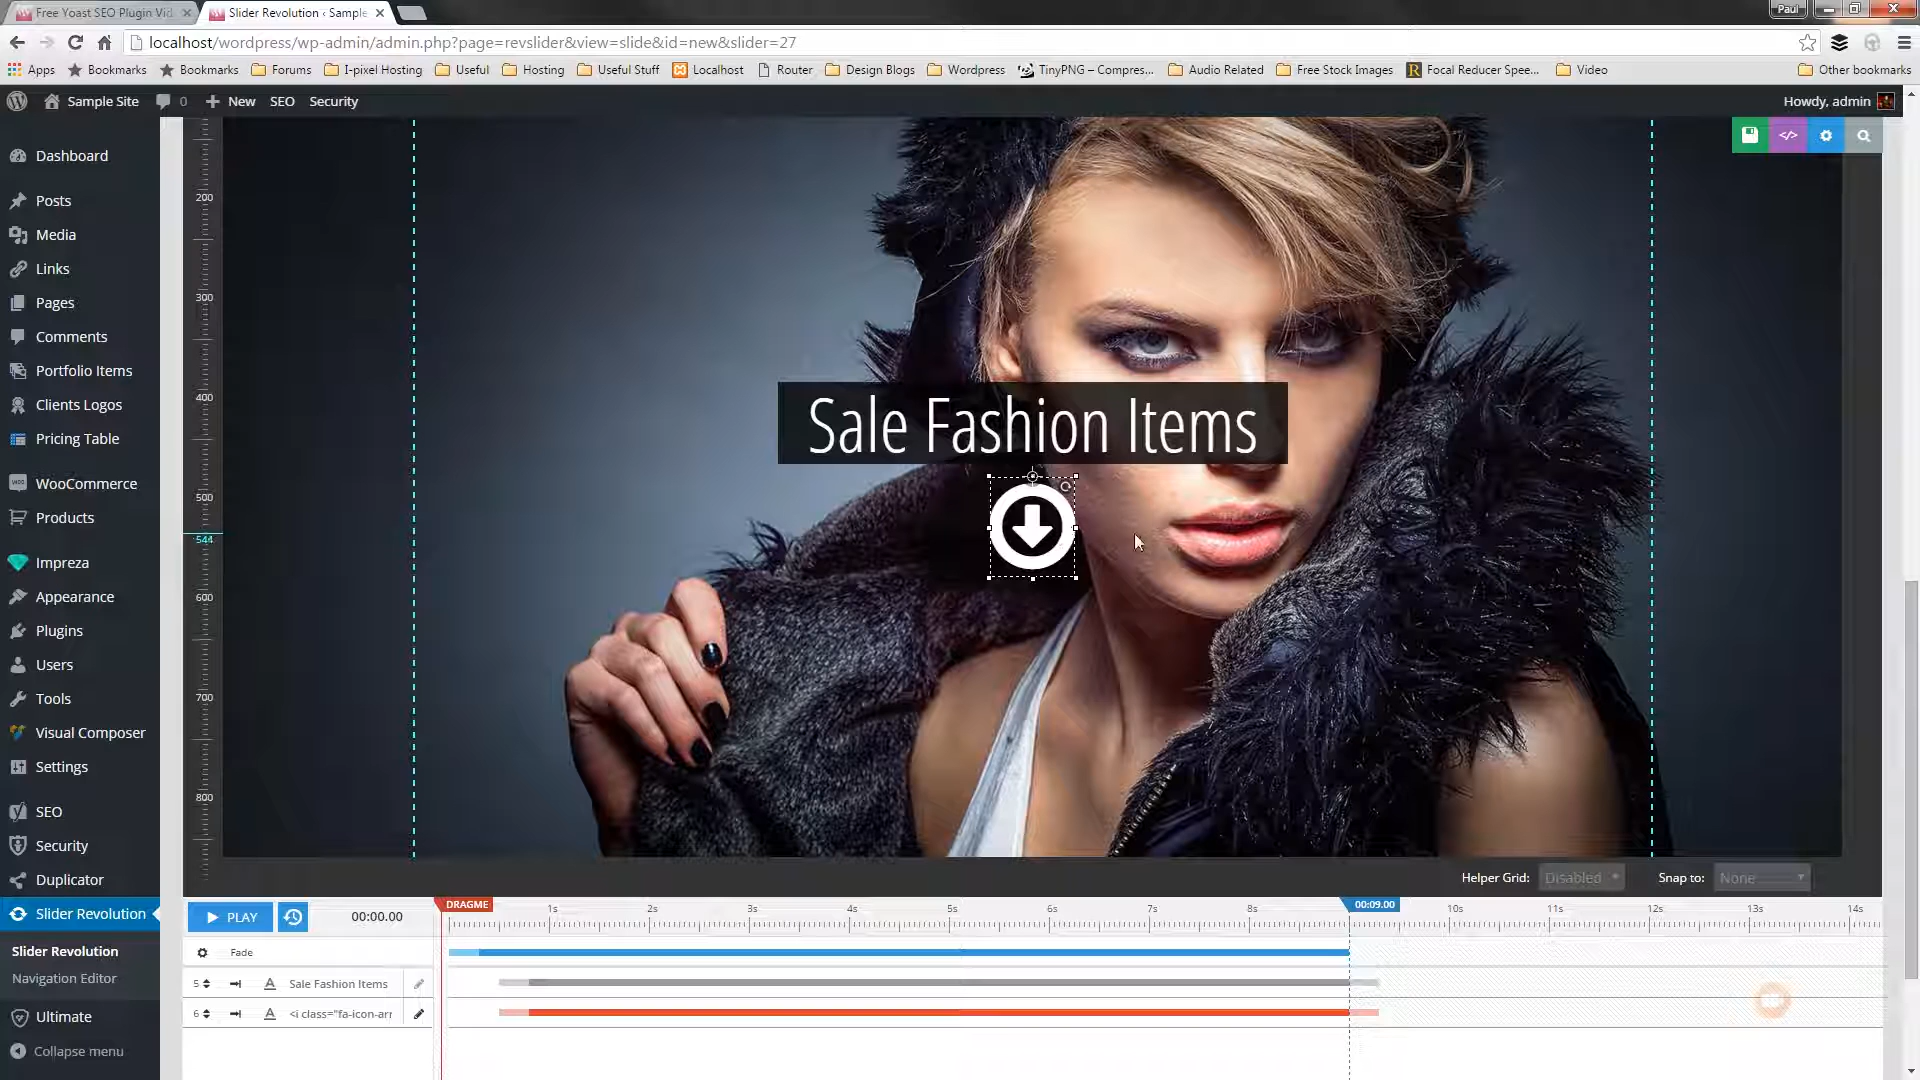 Free Yoast SEO Plugin Vid
Slider Revolution ‹ Sample
Paul
localhost/wordpress/wp-admin/admin.php?page=revslider&view=slide&id=new&slider=27
Apps
Bookmarks
Bookmarks
Forums
I-pixel Hosting
Useful
Hosting
Useful Stuff
Localhost
Router
Design Blogs
Wordpress
TinyPNG – Compres...
Audio Related
Free Stock Images
Focal Reducer Spee...
Video
Other bookmarks
Sample Site
0
New
SEO
Security
Howdy, admin
Dashboard
Posts
Media
Links
Pages
Comments
Portfolio Items
Clients Logos
Pricing Table
WooCommerce
Products
Impreza
Appearance
Plugins
Users
Tools
Visual Composer
Settings
SEO
Security
Duplicator
Slider Revolution
Slider Revolution
Navigation Editor
Ultimate
Collapse menu
200
300
400
500
544
600
700
800
Sale Fashion Items
Helper Grid:
Disabled
Snap to:
None
PLAY
00:00.00
DRAGME
1s
2s
3s
4s
5s
6s
7s
8s
00:09.00
10s
11s
12s
13s
14s
Fade
5
Sale Fashion Items
6
<i class="fa-icon-arr